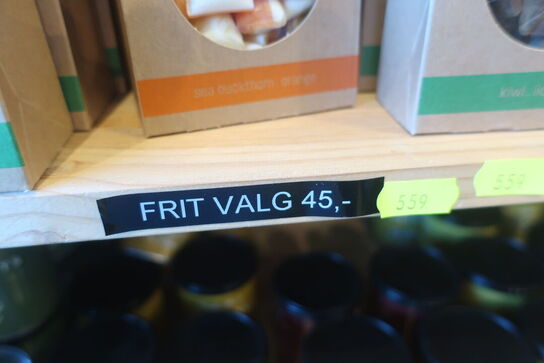 sea buckthorn orange
kiwi
FRIT VALG 45,-
559
559